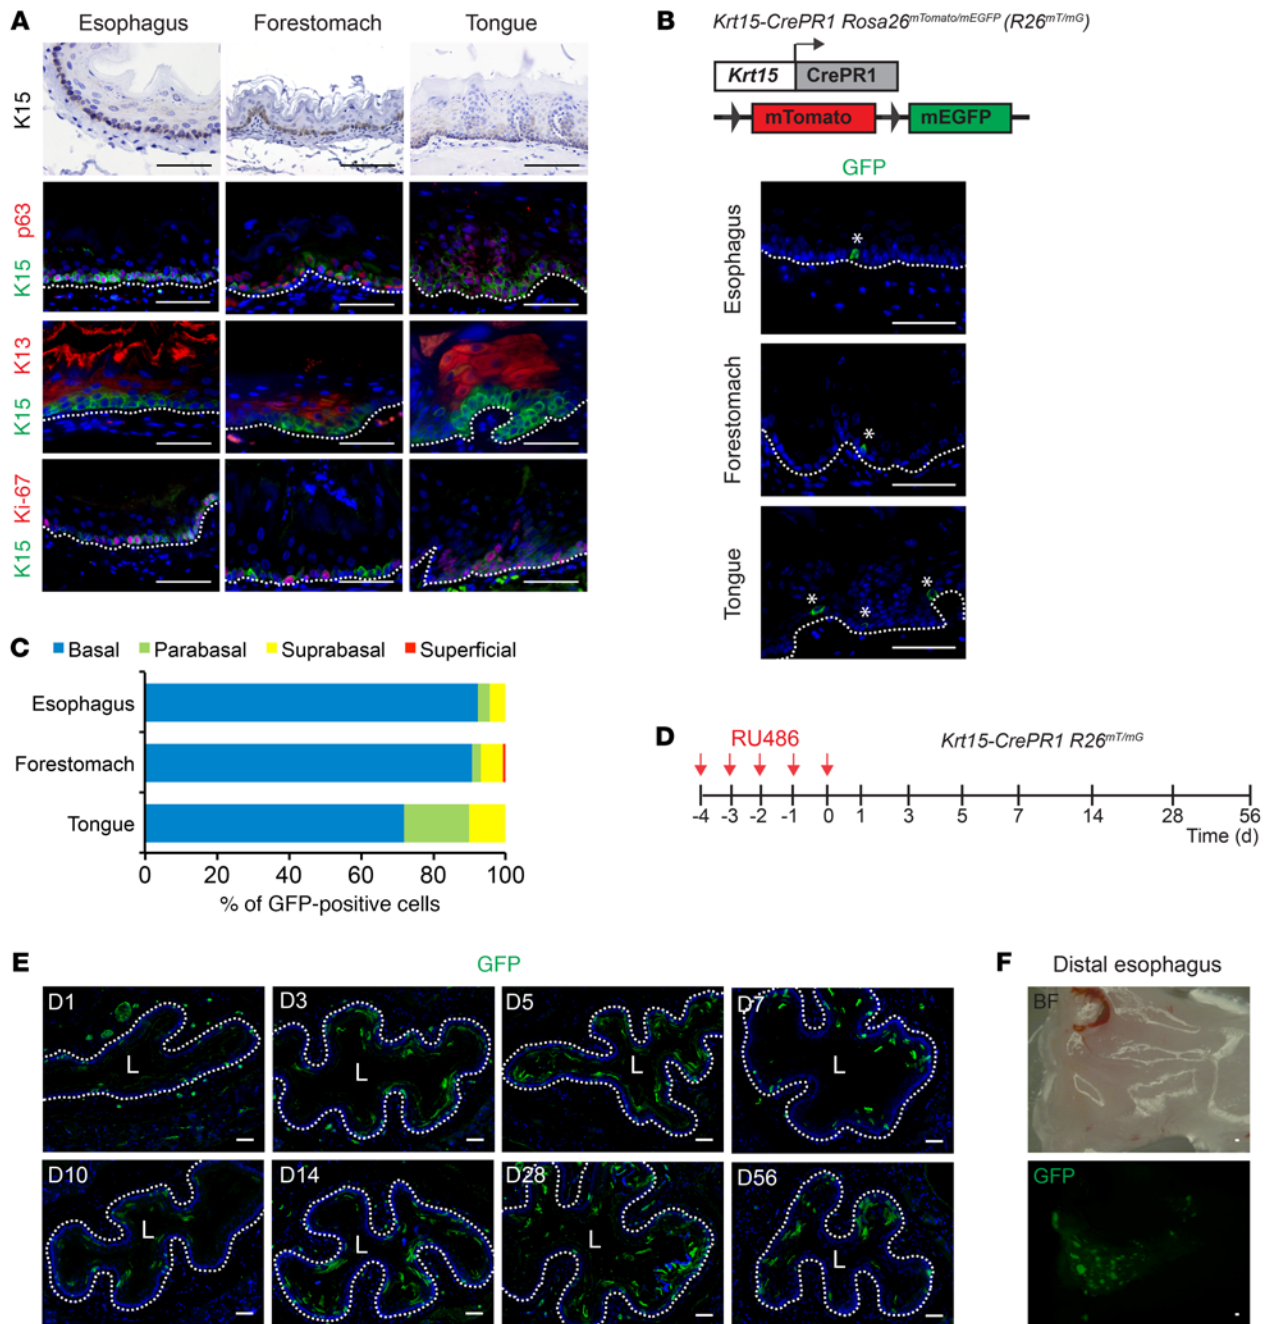 A
Esophagus Forestomach Tongue
K15
K15 p63
K15 K13
K15 Ki-67
B
Krt15-CrePR1 Rosa26mTomato/mEGFP (R26mT/mG)
Krt15 CrePR1
mTomato mEGFP
GFP
Esophagus
*
Forestomach
*
Tongue
* * *
C
Basal Parabasal Suprabasal Superficial
Esophagus
Forestomach
Tongue
0 20 40 60 80 100
% of GFP-positive cells
D
RU486 Krt15-CrePR1 R26mT/mG
-4 -3 -2 -1 0 1 3 5 7 14 28 56
Time (d)
E
GFP
D1 D3 D5 D7
L L L L
D10 D14 D28 D56
L L L L
F
Distal esophagus
BF
GFP